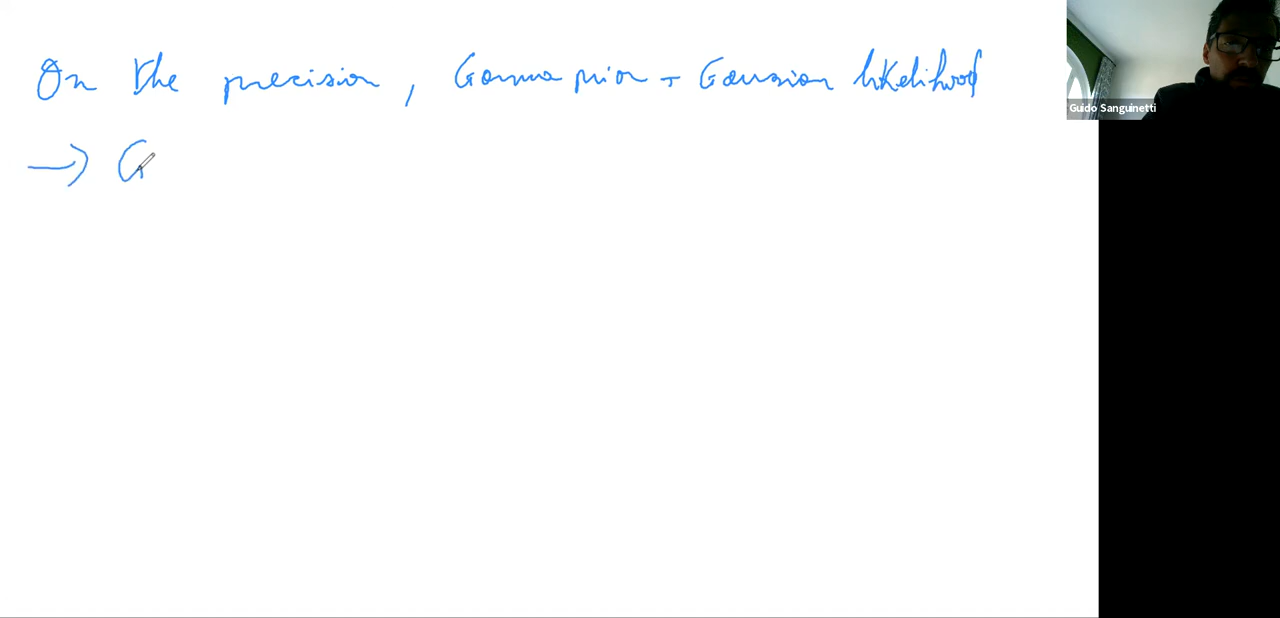 On the precision, Gamma prior + Gaussian likelihood
→ G
Guido Sanguinetti